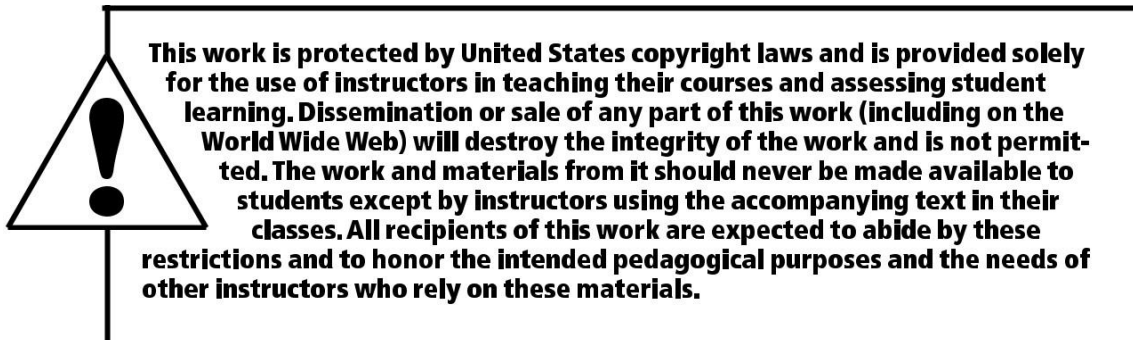 This work is protected by United States copyright laws and is provided solely
for the use of instructors in teaching their courses and assessing student
learning. Dissemination or sale of any part of this work (including on the
World Wide Web) will destroy the integrity of the work and is not permit-
ted. The work and materials from it should never be made available to
students except by instructors using the accompanying text in their
classes. All recipients of this work are expected to abide by these
restrictions and to honor the intended pedagogical purposes and the needs of
other instructors who rely on these materials.